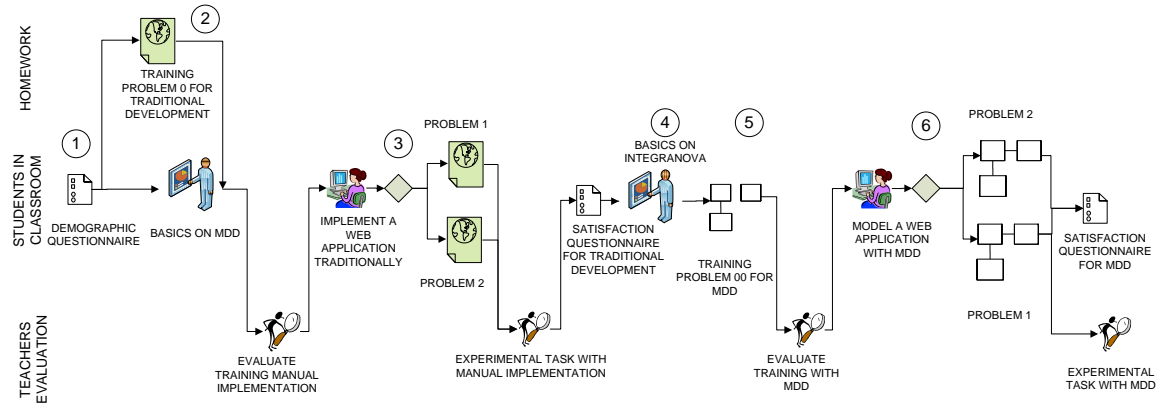 HOMEWORK
2
TRAINING
PROBLEM 0 FOR
TRADITIONAL
DEVELOPMENT
STUDENTS IN
CLASSROOM
1
DEMOGRAPHIC
QUESTIONNAIRE
BASICS ON MDD
IMPLEMENT A
WEB
APPLICATION
TRADITIONALLY
3
PROBLEM 1
PROBLEM 2
SATISFACTION
QUESTIONNAIRE
FOR TRADITIONAL
DEVELOPMENT
4
BASICS ON
INTEGRANOVA
5
TRAINING
PROBLEM 00 FOR
MDD
MODEL A WEB
APPLICATION
WITH MDD
6
PROBLEM 2
PROBLEM 1
SATISFACTION
QUESTIONNAIRE
FOR MDD
TEACHERS
EVALUATION
EVALUATE
TRAINING MANUAL
IMPLEMENTATION
EXPERIMENTAL TASK WITH
MANUAL IMPLEMENTATION
EVALUATE
TRAINING WITH
MDD
EXPERIMENTAL
TASK WITH MDD